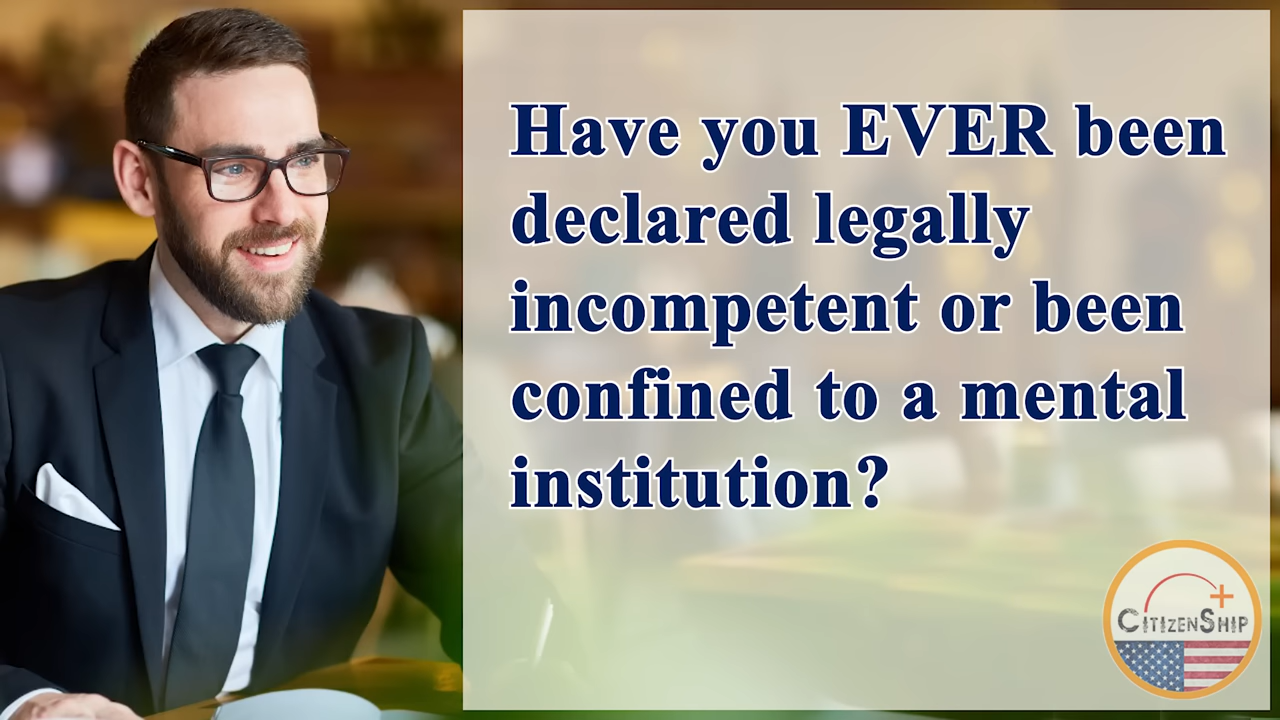 Have you EVER been
declared legally
incompetent or been
confined to a mental
institution?
CITIZENSHIP